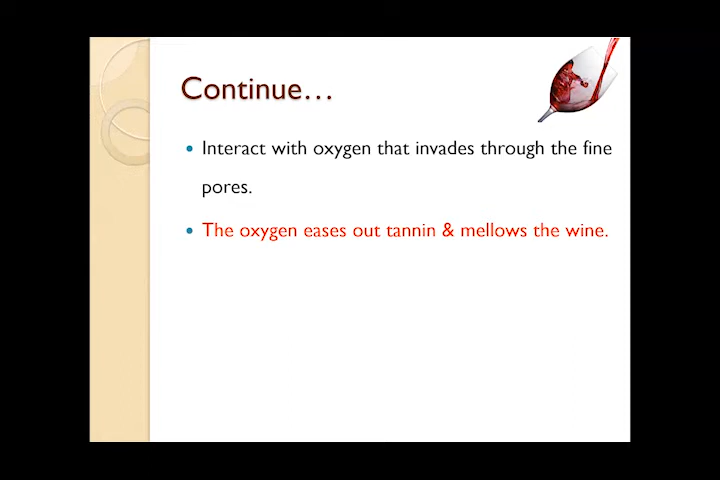 Continue…
• Interact with oxygen that invades through the fine
pores.
• The oxygen eases out tannin & mellows the wine.